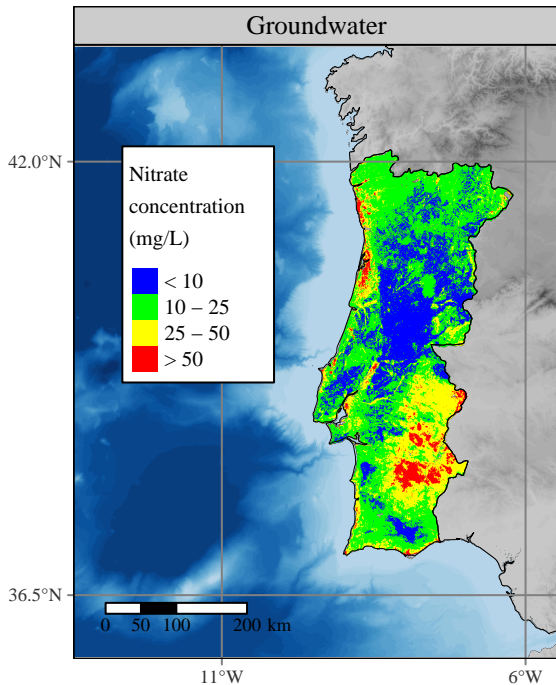 Groundwater
42.0°N
Nitrate
concentration
(mg/L)
< 10
10 – 25
25 – 50
> 50
36.5°N
0 50 100 200 km
11°W 6°W